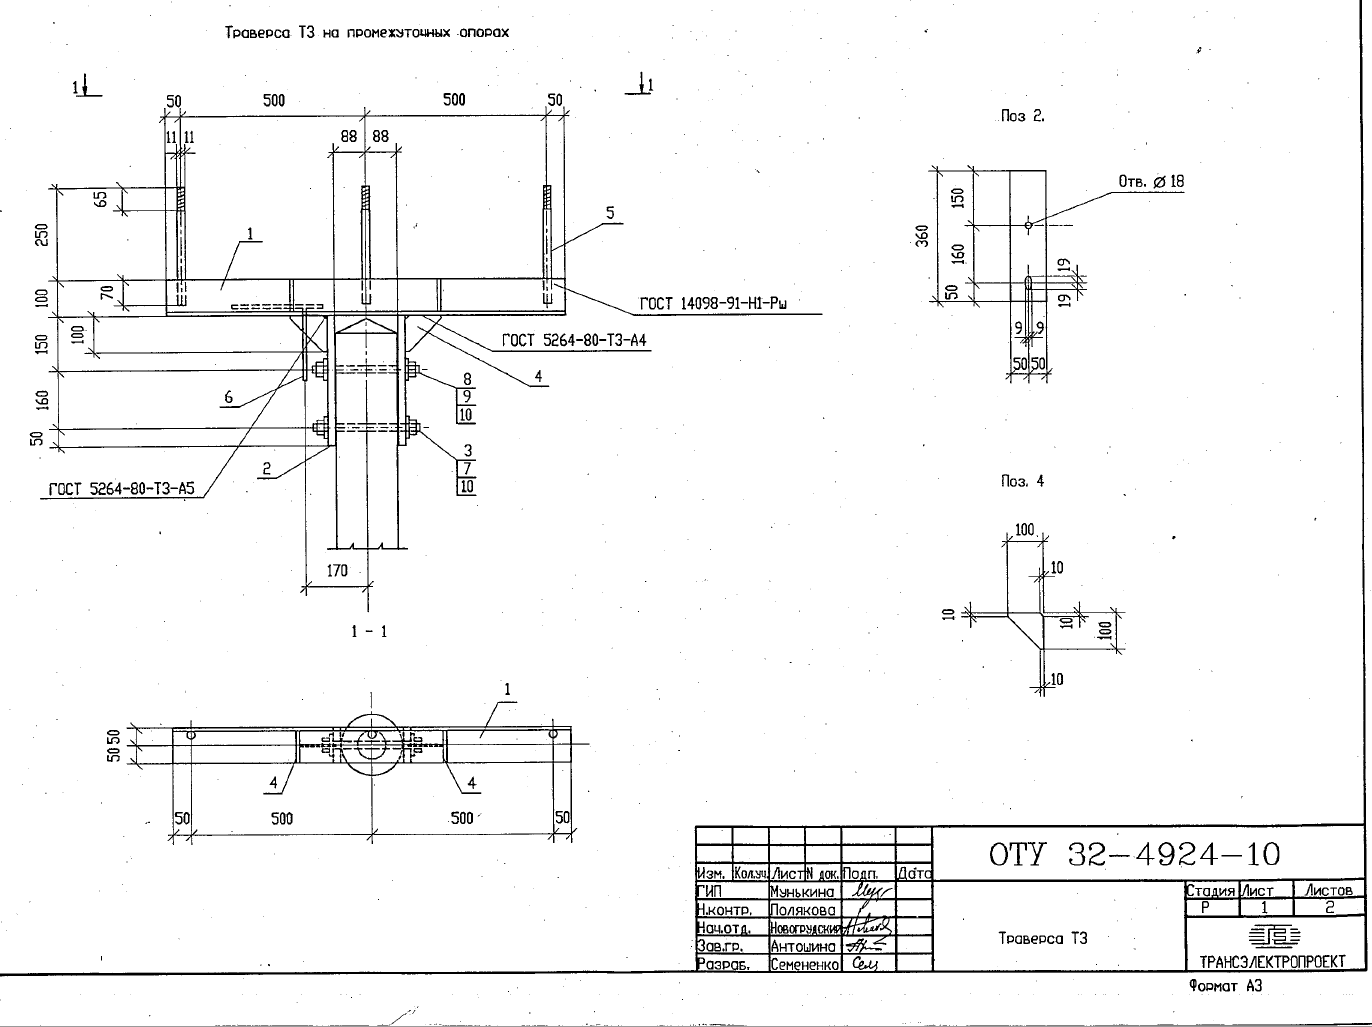 Траверса Т3 на промежуточных опорах
1 1
50 500 500 50
11 11 88 88
65
250
5
1
70
100
ГОСТ 14098-91-Н1-Рш
100
150
ГОСТ 5264-80-Т3-А4
4
6
8
9
10
160
50
2
3
7
10
ГОСТ 5264-80-Т3-А5
170
1 - 1
1
50 50
4 4
50 500 500 50
Поз 2.
Отв. ⌀ 18
360
150
160
50
19
19
9 9
50 50
Поз. 4
100
10
10
10
100
10
ОТУ 32-4924-10
Изм. Кол.уч. Лист N док. Подп. Дата
ГИП Мунькина
Н.контр. Полякова
Нач.отд. Новогрудский
Зав.гр. Антошина
Разраб. Семененко
Траверса Т3
Стадия Лист Листов
Р 1 2
ТРАНСЭЛЕКТРОПРОЕКТ
Формат А3